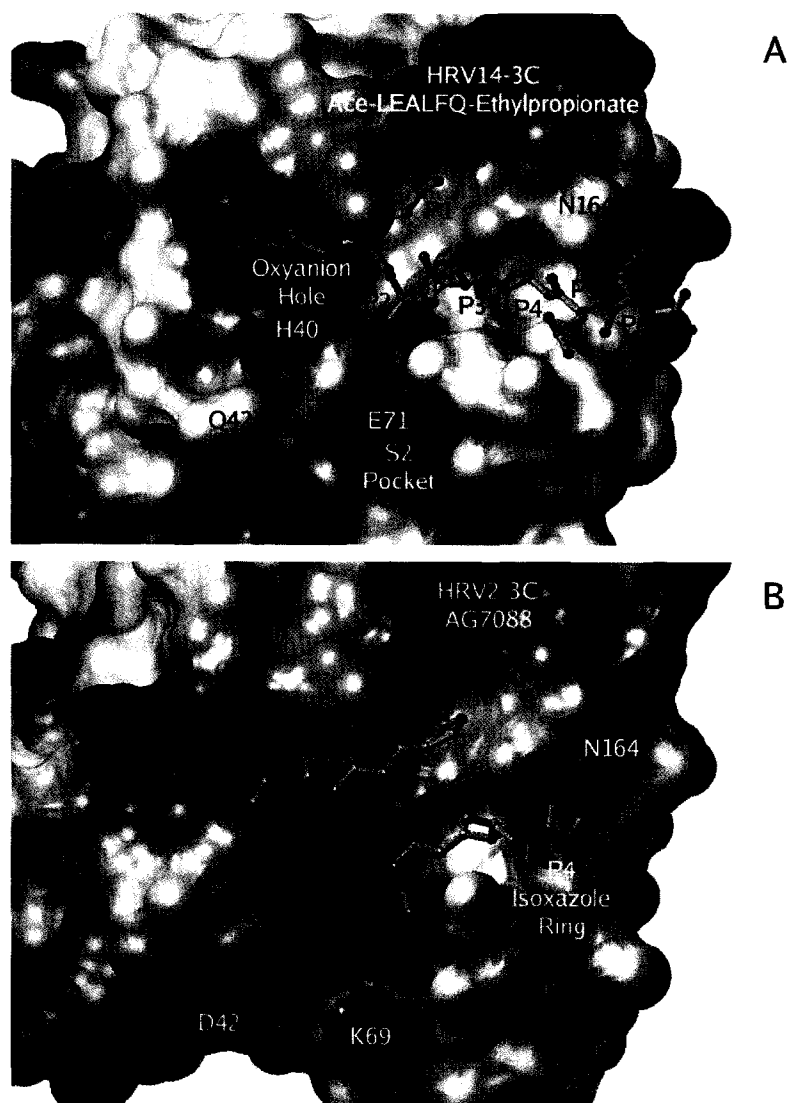 A
HRV14-3C
Ace-LEALFQ-Ethylpropionate
N164
Oxyanion
Hole
P3
P4
H40
E71
S2
Pocket
B
HRV2-3C
AG7088
N164
P4
Isoxazole
Ring
D42
K69